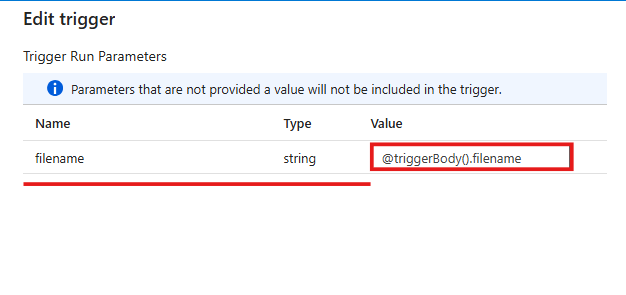 Edit trigger
Trigger Run Parameters
Parameters that are not provided a value will not be included in the trigger.
Name Type Value
filename string @triggerBody().filename